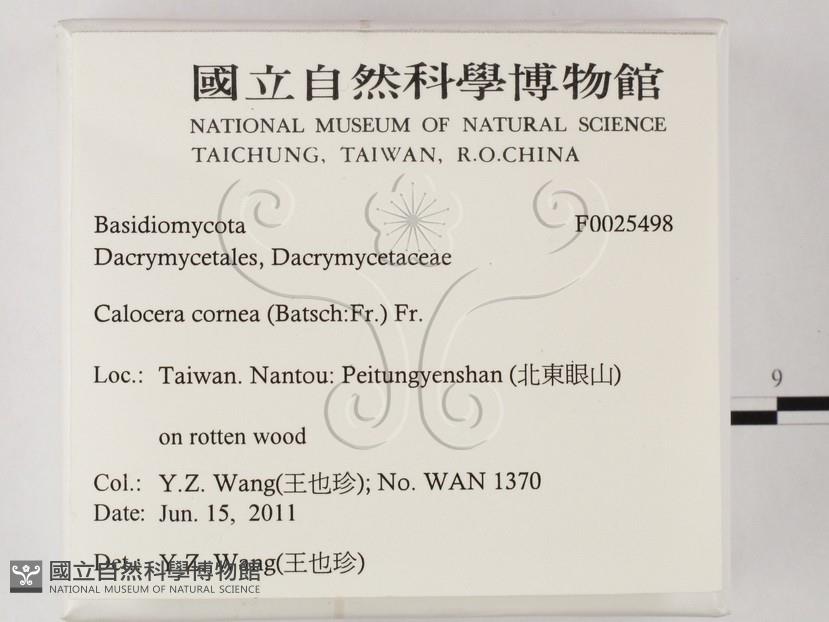 國立自然科學博物館
NATIONAL MUSEUM OF NATURAL SCIENCE
TAICHUNG, TAIWAN, R.O.CHINA
Basidiomycota F0025498
Dacrymycetales, Dacrymycetaceae
Calocera cornea (Batsch:Fr.) Fr.
Loc.: Taiwan. Nantou: Peitungyenshan (北東眼山)
on rotten wood
9
Col.: Y.Z. Wang(王也珍); No. WAN 1370
Date: Jun. 15, 2011
Det.: Y.Z. Wang(王也珍)
國立自然科學博物館
NATIONAL MUSEUM OF NATURAL SCIENCE